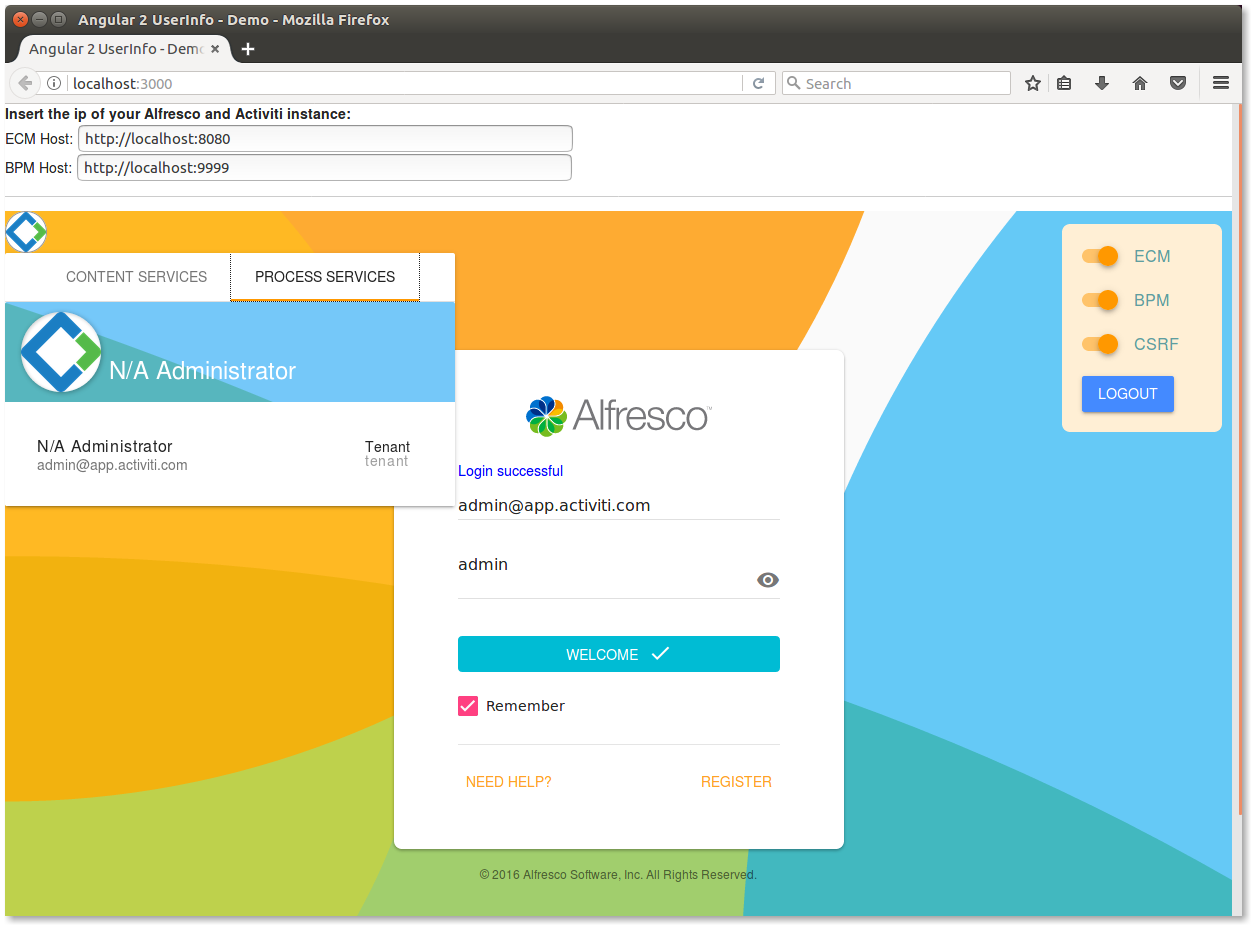 Angular 2 UserInfo - Demo - Mozilla Firefox
Angular 2 UserInfo - Demo
localhost:3000
Search
Insert the ip of your Alfresco and Activiti instance:
ECM Host: http://localhost:8080
BPM Host: http://localhost:9999
CONTENT SERVICES PROCESS SERVICES
N/A Administrator
N/A Administrator
admin@app.activiti.com
Tenant
tenant
ECM
BPM
CSRF
LOGOUT
Alfresco™
Login successful
admin@app.activiti.com
admin
WELCOME
Remember
NEED HELP? REGISTER
© 2016 Alfresco Software, Inc. All Rights Reserved.